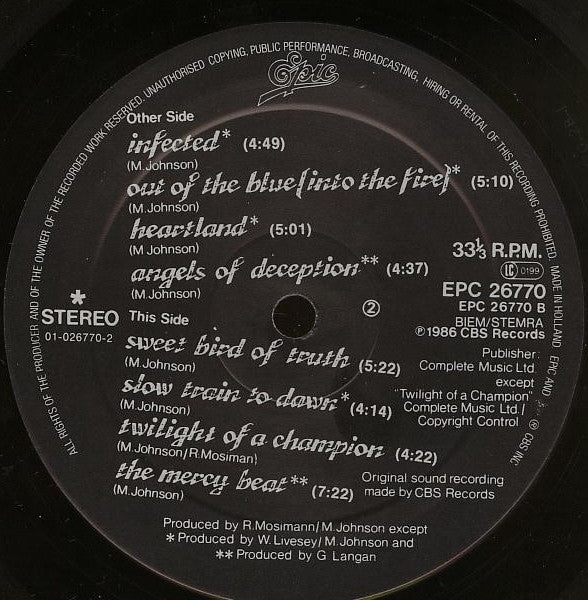 ALL RIGHTS OF THE PRODUCER AND OF THE OWNER OF THE RECORDED WORK RESERVED. UNAUTHORISED COPYING, PUBLIC PERFORMANCE, BROADCASTING, HIRING OR RENTAL OF THIS RECORDING PROHIBITED. MADE IN HOLLAND EPIC AND ® CBS INC
Epic
Other Side
infected* (4:49)
(M.Johnson)
out of the blue (into the fire)* (5:10)
(M.Johnson)
heartland* (5:01)
(M.Johnson)
angels of deception** (4:37)
(M.Johnson)
33⅓ R.P.M.
LC 0199
EPC 26770
EPC 26770 B
BIEM/STEMRA
℗ 1986 CBS Records
*
STEREO
01-026770-2
②
This Side
sweet bird of truth (5:22)
(M.Johnson)
slow train to dawn* (4:14)
(M.Johnson)
twilight of a champion (4:22)
(M.Johnson/R.Mosiman)
the mercy beat** (7:22)
(M.Johnson)
Publisher:
Complete Music Ltd.
except
"Twilight of a Champion"
Complete Music Ltd./
Copyright Control
Original sound recording
made by CBS Records
Produced by R.Mosimann/M.Johnson except
* Produced by W. Livesey/M.Johnson and
** Produced by G Langan